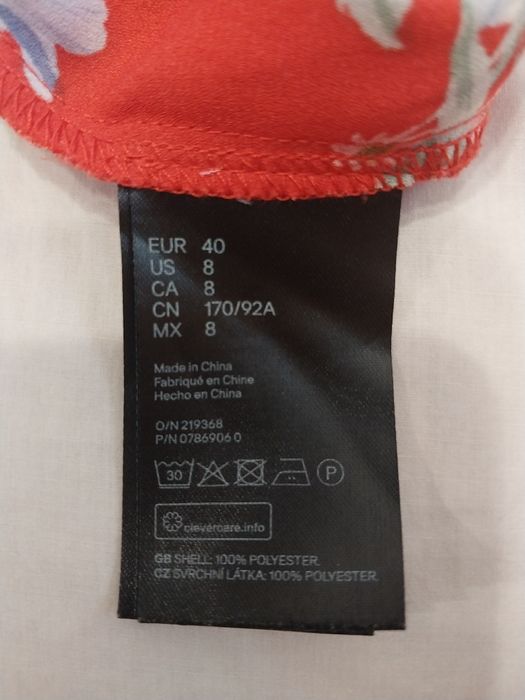 EUR 40
US 8
CA 8
CN 170/92A
MX 8
Made in China
Fabriqué en Chine
Hecho en China
O/N 219368
P/N 0786906 0
30 P
clevercare.info
GB SHELL: 100% POLYESTER.
CZ SVRCHNÍ LÁTKA: 100% POLYESTER.